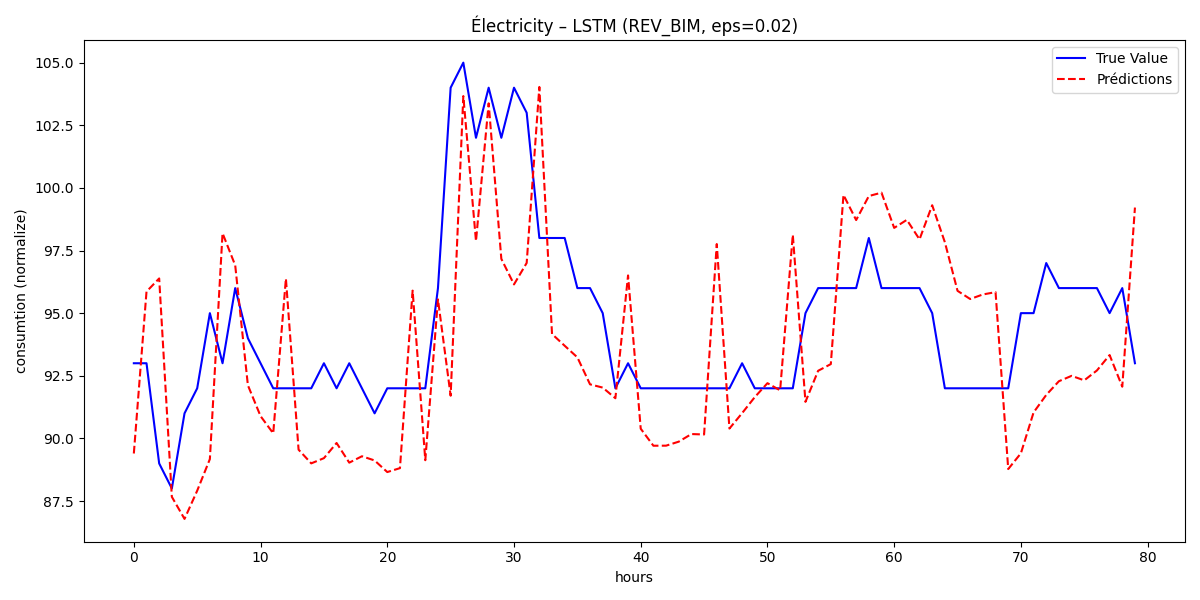 Électricity – LSTM (REV_BIM, eps=0.02)
True Value
Prédictions
consumtion (normalize)
105.0
102.5
100.0
97.5
95.0
92.5
90.0
87.5
0 10 20 30 40 50 60 70 80
hours